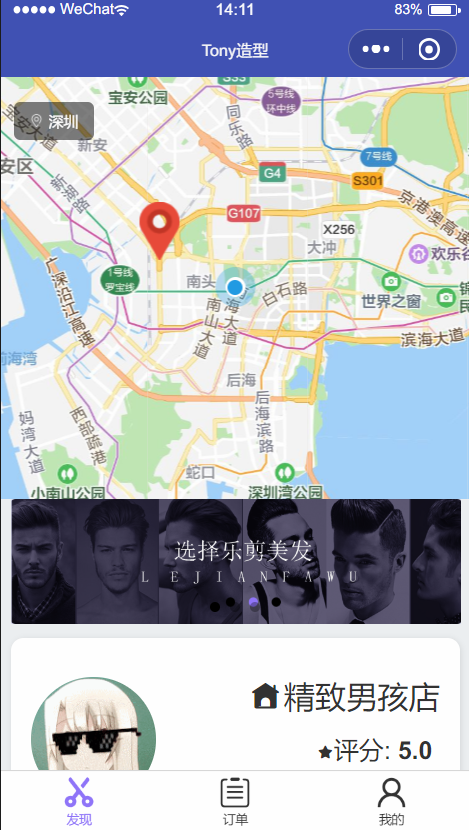 WeChat
14:11
83%
Tony造型
深圳
宝安公园
5号线
环中线
同乐路
7号线
新安
安区
新湖路
G4
S301
京港澳高速
G107
X256
大冲
欢乐谷
1号线
罗宝线
南头
白石路
世界之窗
广深沿江高速
南海大道
南山大道
滨海大道
前海湾
后海
后海滨路
妈湾大道
西部疏港
蛇口
小南山公园
深圳湾公园
选择乐剪美发
LEJIANFAWU
精致男孩店
评分: 5.0
发现
订单
我的